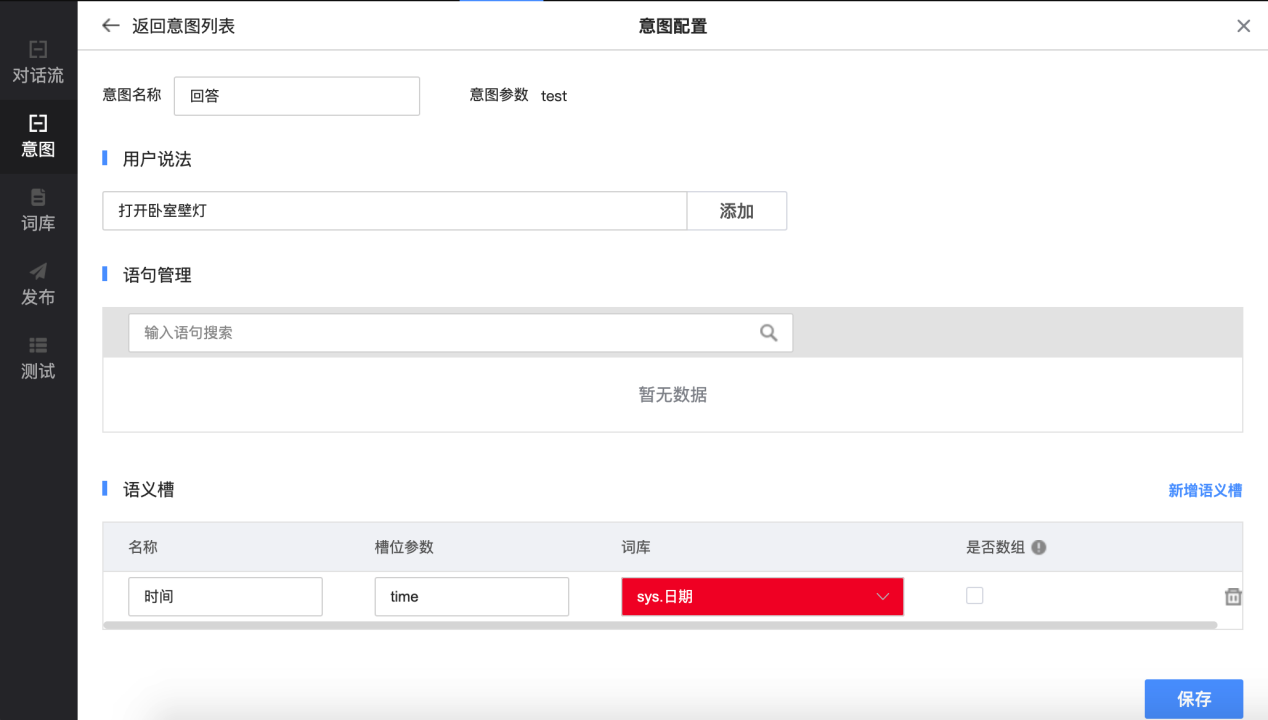 返回意图列表
意图配置
对话流
意图
词库
发布
测试
意图名称
回答
意图参数
test
用户说法
打开卧室壁灯
添加
语句管理
输入语句搜索
暂无数据
语义槽
新增语义槽
名称
槽位参数
词库
是否数组
时间
time
sys.日期
保存